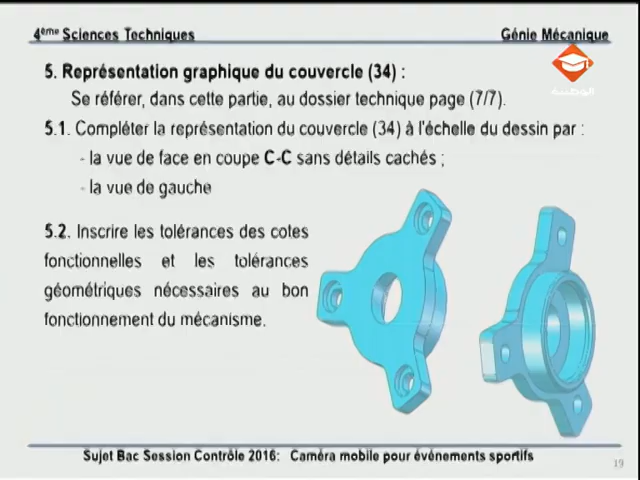 4ème Sciences Techniques
Génie Mécanique
الوطنية
5. Représentation graphique du couvercle (34) :
Se référer, dans cette partie, au dossier technique page (7/7).
5.1. Compléter la représentation du couvercle (34) à l'échelle du dessin par :
- la vue de face en coupe C-C sans détails cachés ;
- la vue de gauche
5.2. Inscrire les tolérances des cotes
fonctionnelles et les tolérances
géométriques nécessaires au bon
fonctionnement du mécanisme.
Sujet Bac Session Contrôle 2016: Caméra mobile pour événements sportifs
19